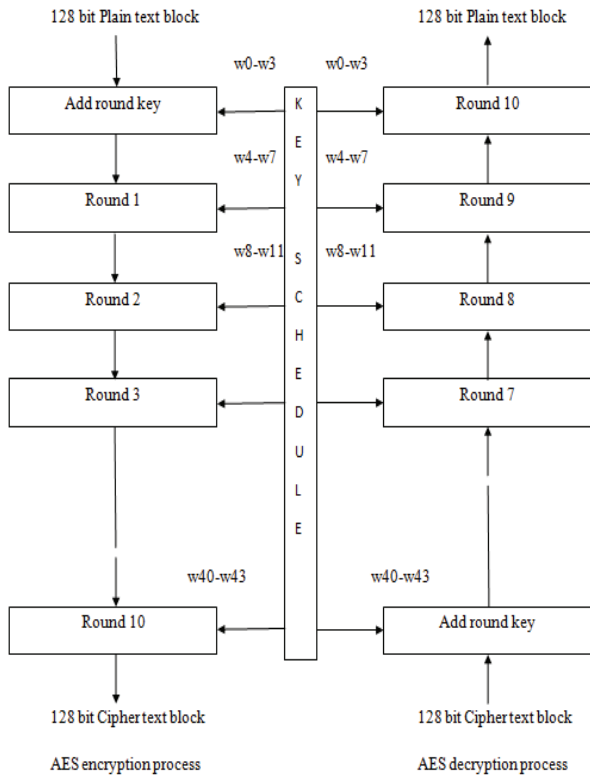 128 bit Plain text block
128 bit Plain text block
w0-w3
w0-w3
Add round key
Round 10
w4-w7
w4-w7
Round 1
Round 9
w8-w11
w8-w11
Round 2
Round 8
Round 3
Round 7
KEY SCHEDULE
w40-w43
w40-w43
Round 10
Add round key
128 bit Cipher text block
128 bit Cipher text block
AES encryption process
AES decryption process